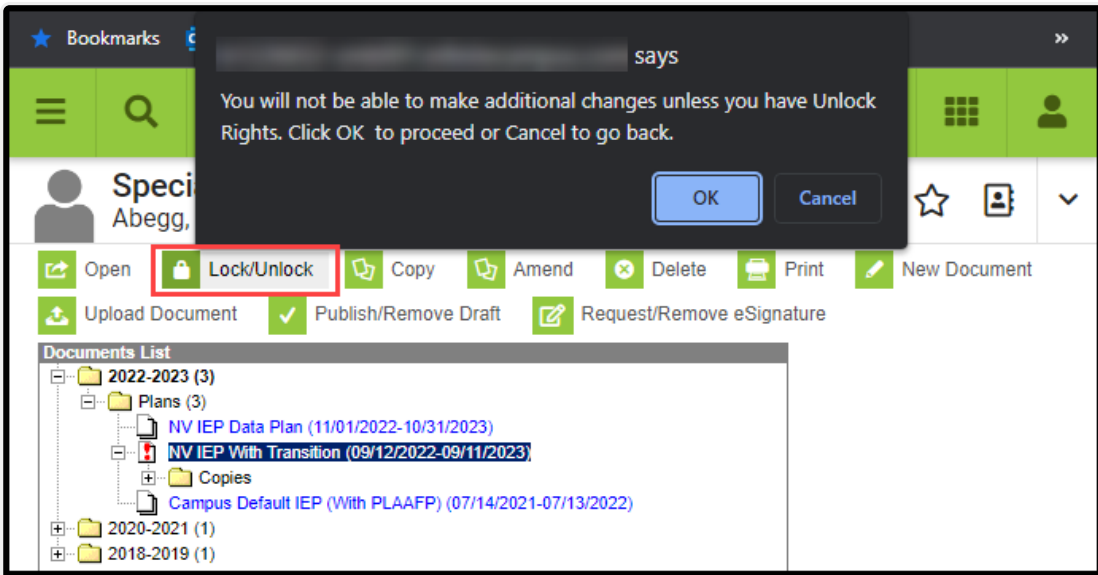 Bookmarks
says
You will not be able to make additional changes unless you have Unlock
Rights. Click OK to proceed or Cancel to go back.
OK
Cancel
Speci
Abegg,
Open
Lock/Unlock
Copy
Amend
Delete
Print
New Document
Upload Document
Publish/Remove Draft
Request/Remove eSignature
Documents List
2022-2023 (3)
Plans (3)
NV IEP Data Plan (11/01/2022-10/31/2023)
NV IEP With Transition (09/12/2022-09/11/2023)
Copies
Campus Default IEP (With PLAAFP) (07/14/2021-07/13/2022)
2020-2021 (1)
2018-2019 (1)